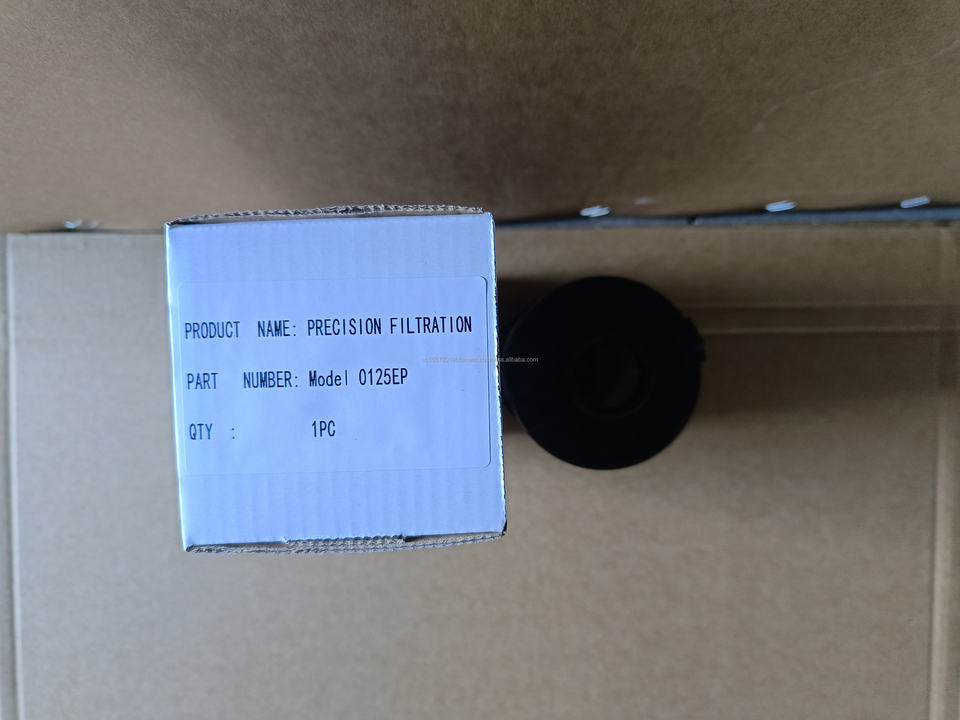 PRODUCT NAME: PRECISION FILTRATION
PART NUMBER: Model 0125EP
QTY : 1PC